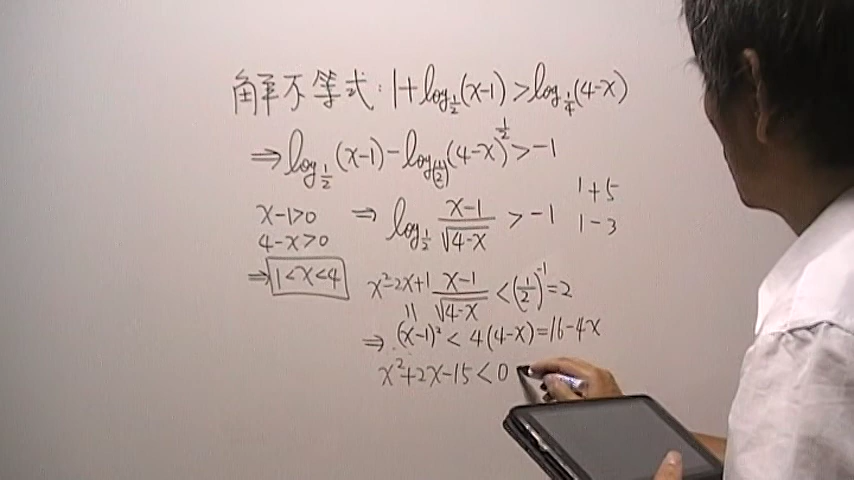 解不等式:1+log_{1/2}(x-1)>log_{1/4}(4-x)
⇒log_{1/2}(x-1)-log_{(1/2)}(4-x)^{1/2}>-1
x-1>0 ⇒ log_{1/2} (x-1)/√(4-x) > -1
4-x>0
⇒1<x<4
1+5
1-3
x²-2x+1 (x-1)/√(4-x) < (1/2)^{-1}=2
=
⇒ (x-1)² < 4(4-x)=16-4x
x²+2x-15<0